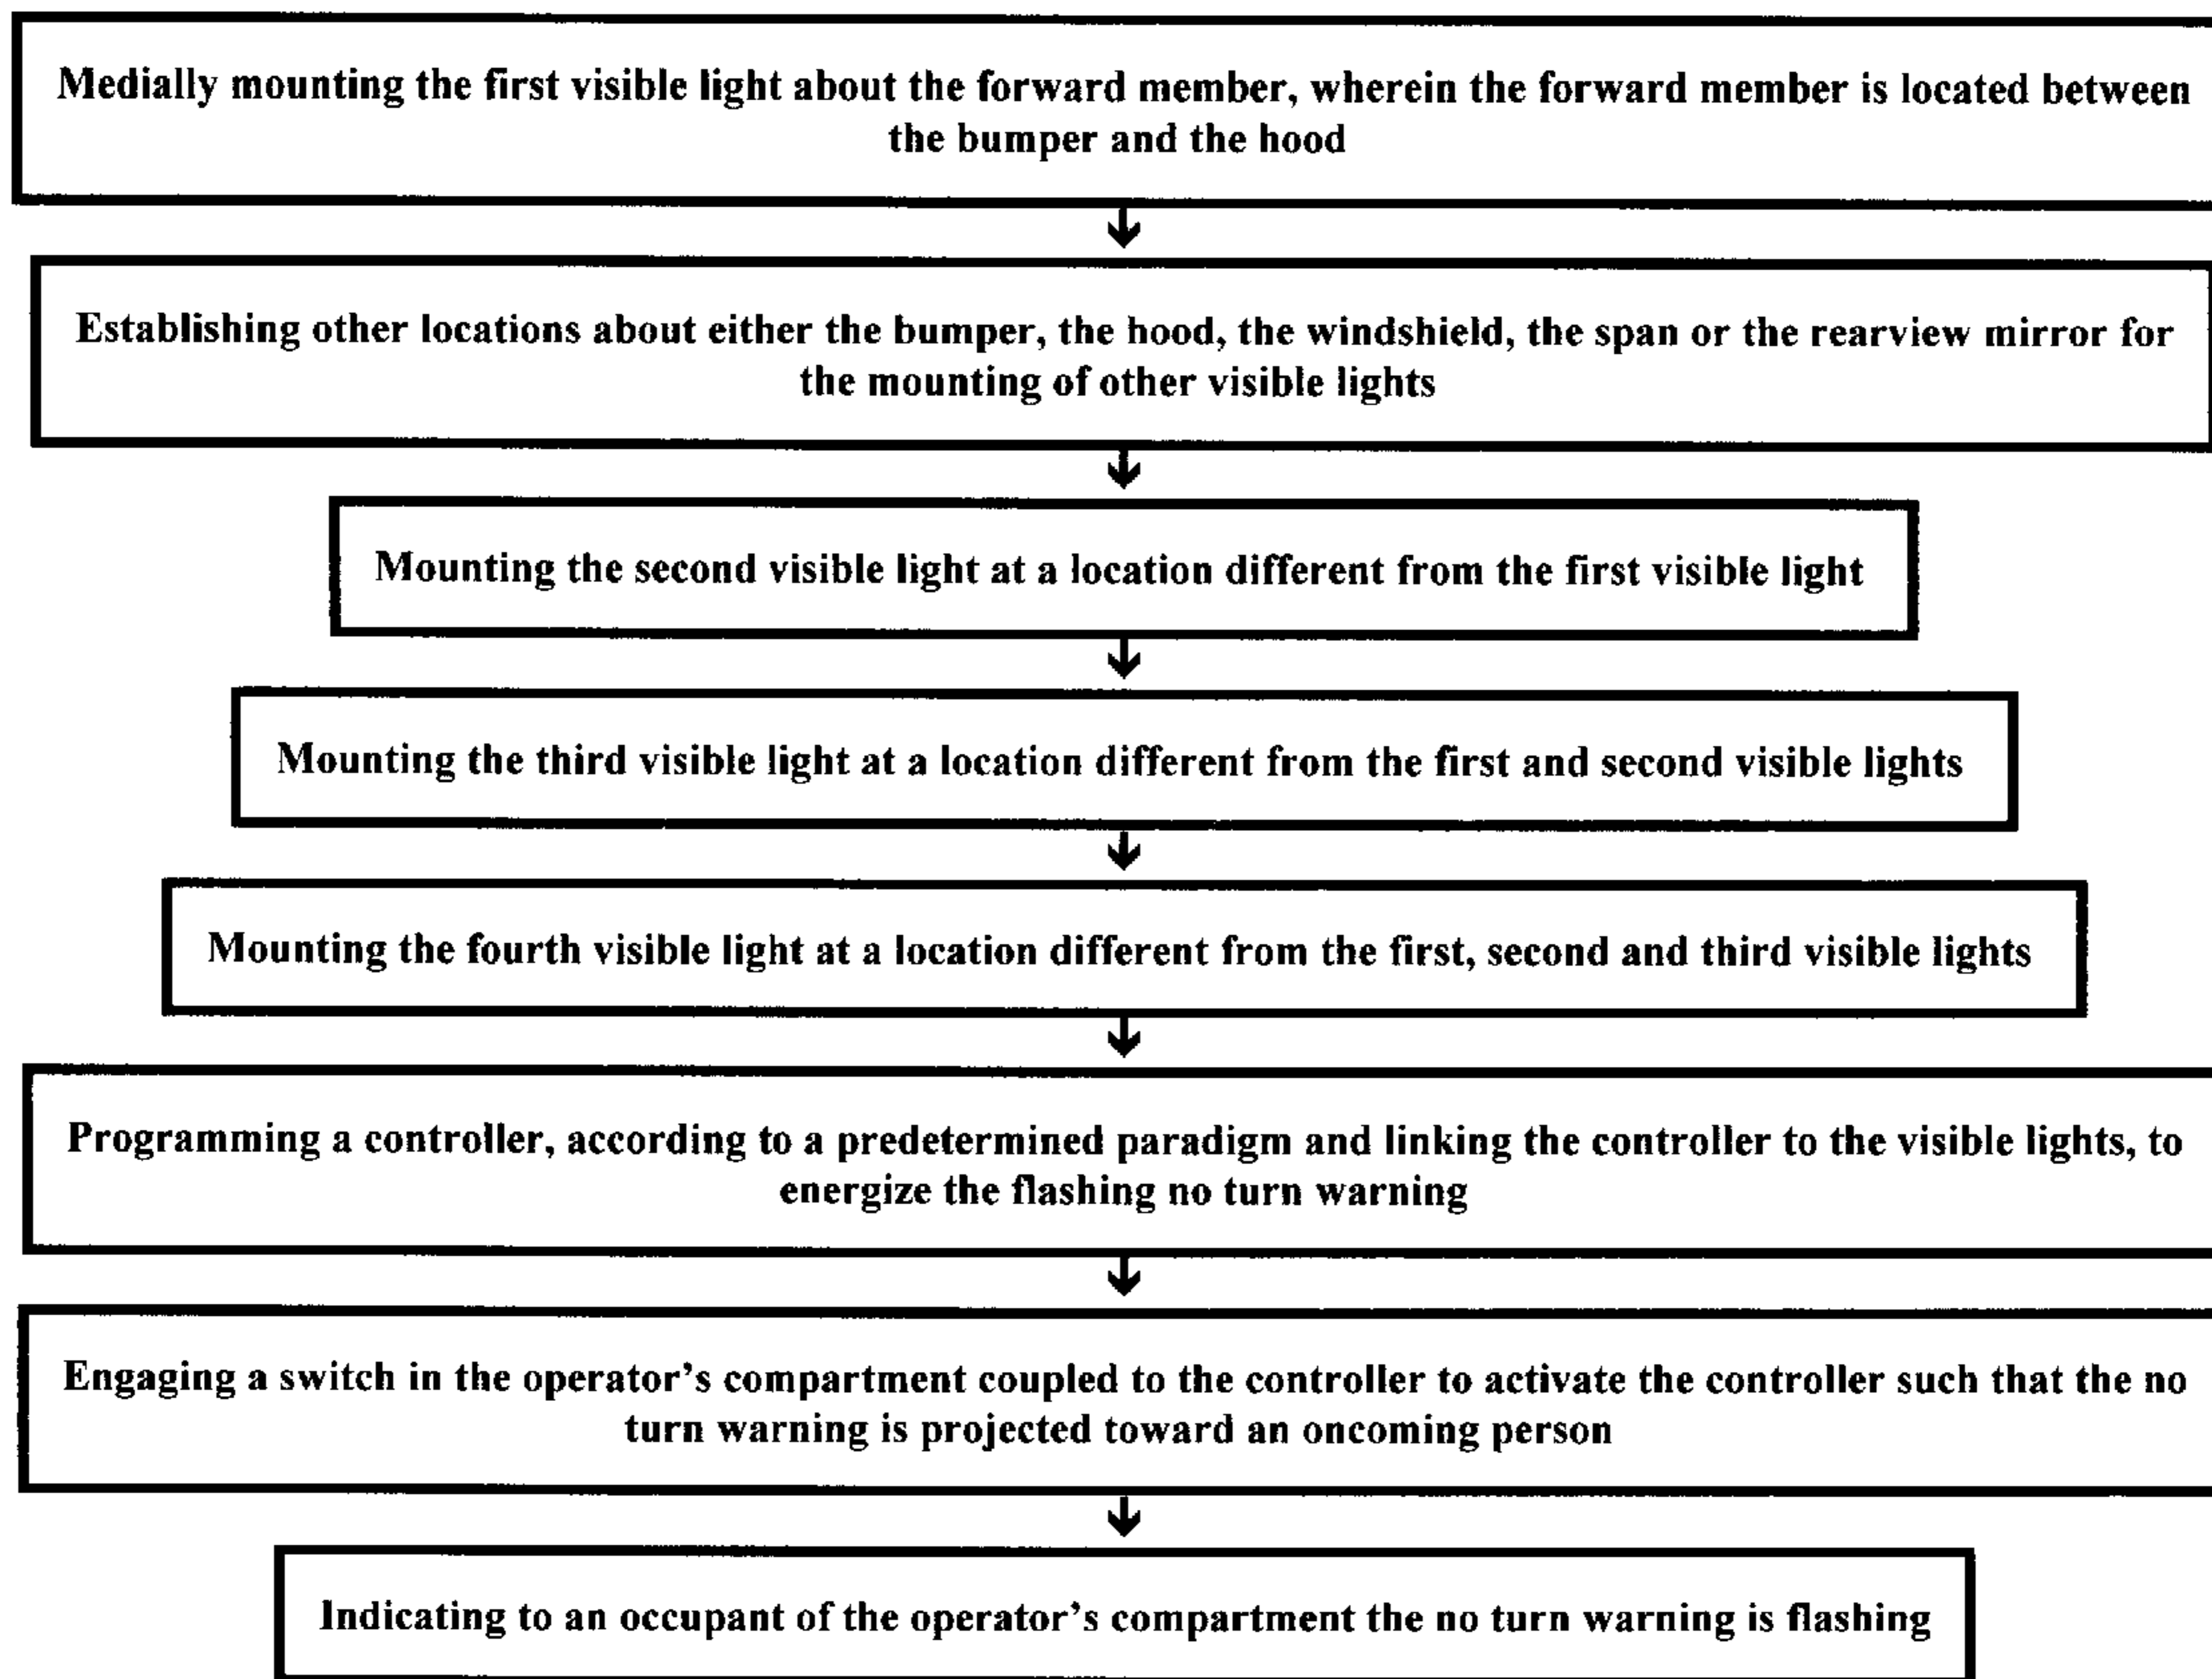 Medially mounting the first visible light about the forward member, wherein the forward member is located between
the bumper and the hood
Establishing other locations about either the bumper, the hood, the windshield, the span or the rearview mirror for
the mounting of other visible lights
Mounting the second visible light at a location different from the first visible light
Mounting the third visible light at a location different from the first and second visible lights
Mounting the fourth visible light at a location different from the first, second and third visible lights
Programming a controller, according to a predetermined paradigm and linking the controller to the visible lights, to
energize the flashing no turn warning
Engaging a switch in the operator's compartment coupled to the controller to activate the controller such that the no
turn warning is projected toward an oncoming person
Indicating to an occupant of the operator's compartment the no turn warning is flashing